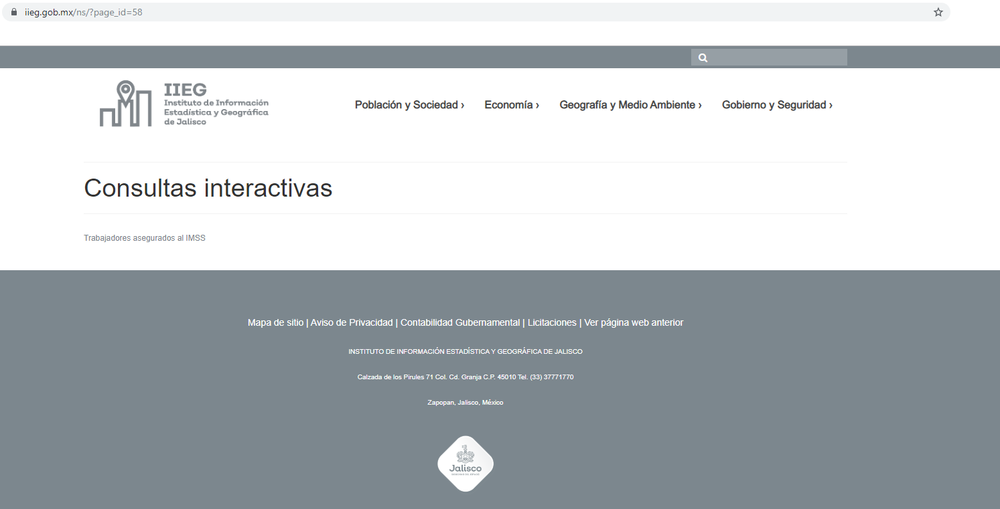 iieg.gob.mx/ns/?page_id=58
IIEG
Instituto de Información
Estadística y Geográfica
de Jalisco
Población y Sociedad › Economía › Geografía y Medio Ambiente › Gobierno y Seguridad ›
Consultas interactivas
Trabajadores asegurados al IMSS
Mapa de sitio | Aviso de Privacidad | Contabilidad Gubernamental | Licitaciones | Ver página web anterior
INSTITUTO DE INFORMACIÓN ESTADÍSTICA Y GEOGRÁFICA DE JALISCO
Calzada de los Pirules 71 Col. Cd. Granja C.P. 45010 Tel. (33) 37771770
Zapopan, Jalisco, México
Jalisco